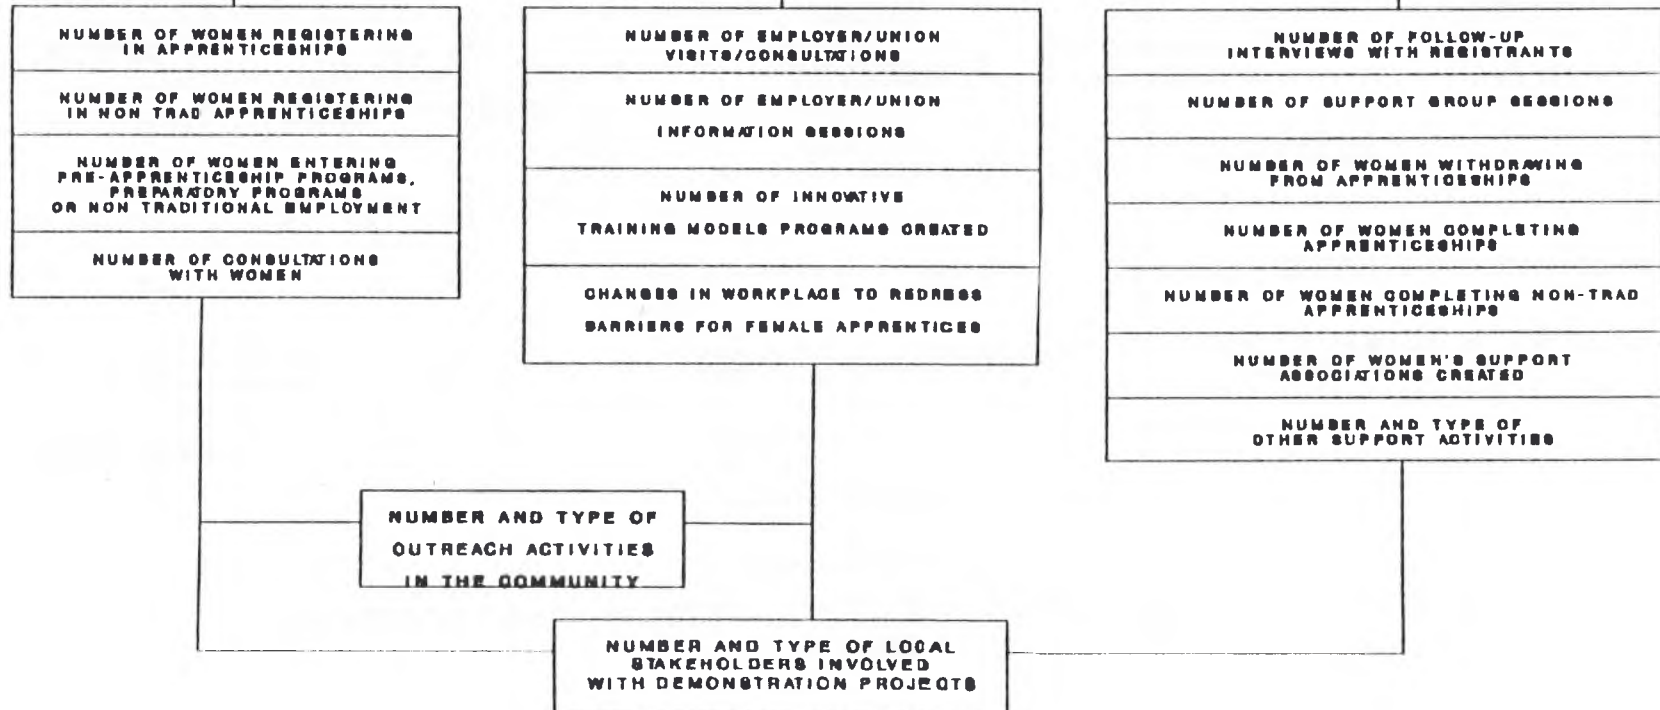 NUMBER OF WOMEN REGISTERING
IN APPRENTICESHIPS
NUMBER OF WOMEN REGISTERING
IN NON TRAD APPRENTICESHIPS
NUMBER OF WOMEN ENTERING
PRE-APPRENTICESHIP PROGRAMS,
PREPARATORY PROGRAMS
OR NON TRADITIONAL EMPLOYMENT
NUMBER OF CONSULTATIONS
WITH WOMEN
NUMBER OF EMPLOYER/UNION
VISITS/CONSULTATIONS
NUMBER OF EMPLOYER/UNION
INFORMATION SESSIONS
NUMBER OF INNOVATIVE
TRAINING MODELS PROGRAMS CREATED
CHANGES IN WORKPLACE TO REDRESS
BARRIERS FOR FEMALE APPRENTICES
NUMBER OF FOLLOW-UP
INTERVIEWS WITH REGISTRANTS
NUMBER OF SUPPORT GROUP SESSIONS
NUMBER OF WOMEN WITHDRAWING
FROM APPRENTICESHIPS
NUMBER OF WOMEN COMPLETING
APPRENTICESHIPS
NUMBER OF WOMEN COMPLETING NON-TRAD
APPRENTICESHIPS
NUMBER OF WOMEN'S SUPPORT
ASSOCIATIONS CREATED
NUMBER AND TYPE OF
OTHER SUPPORT ACTIVITIES
NUMBER AND TYPE OF
OUTREACH ACTIVITIES
IN THE COMMUNITY
NUMBER AND TYPE OF LOCAL
STAKEHOLDERS INVOLVED
WITH DEMONSTRATION PROJECTS